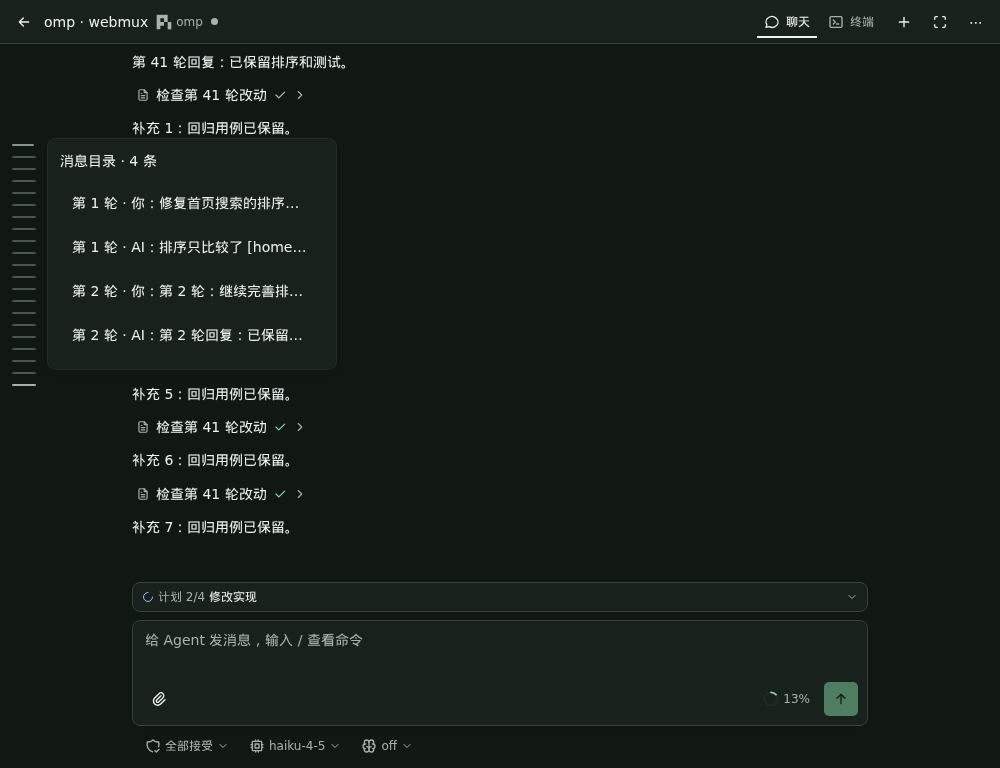 omp · webmux omp 聊天 终端
第 41 轮回复：已保留排序和测试。
检查第 41 轮改动
补充 1：回归用例已保留。
消息目录 · 4 条
第 1 轮 · 你：修复首页搜索的排序…
第 1 轮 · AI：排序只比较了 [home…
第 2 轮 · 你：第 2 轮：继续完善排…
第 2 轮 · AI：第 2 轮回复：已保留…
补充 5：回归用例已保留。
检查第 41 轮改动
补充 6：回归用例已保留。
检查第 41 轮改动
补充 7：回归用例已保留。
计划 2/4 修改实现
给 Agent 发消息，输入 / 查看命令
13%
全部接受 haiku-4-5 off